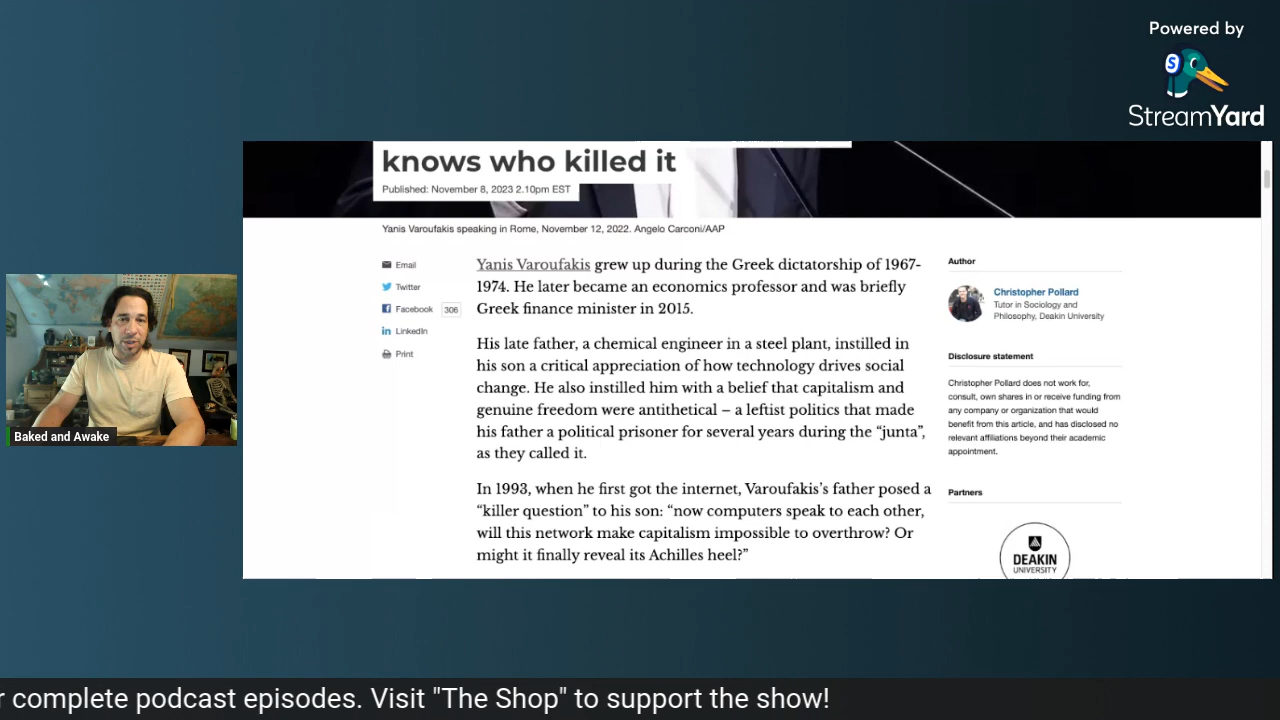 Powered by
StreamYard
knows who killed it
Published: November 8, 2023 2.10pm EST
Yanis Varoufakis speaking in Rome, November 12, 2022. Angelo Carconi/AAP
Email
Twitter
Facebook 306
LinkedIn
Print
Yanis Varoufakis grew up during the Greek dictatorship of 1967-
1974. He later became an economics professor and was briefly
Greek finance minister in 2015.
His late father, a chemical engineer in a steel plant, instilled in
his son a critical appreciation of how technology drives social
change. He also instilled him with a belief that capitalism and
genuine freedom were antithetical – a leftist politics that made
his father a political prisoner for several years during the “junta”,
as they called it.
In 1993, when he first got the internet, Varoufakis’s father posed a
“killer question” to his son: “now computers speak to each other,
will this network make capitalism impossible to overthrow? Or
might it finally reveal its Achilles heel?”
Author
Christopher Pollard
Tutor in Sociology and
Philosophy, Deakin University
Disclosure statement
Christopher Pollard does not work for,
consult, own shares in or receive funding from
any company or organization that would
benefit from this article, and has disclosed no
relevant affiliations beyond their academic
appointment.
Partners
DEAKIN
UNIVERSITY
Baked and Awake
r complete podcast episodes. Visit "The Shop" to support the show!